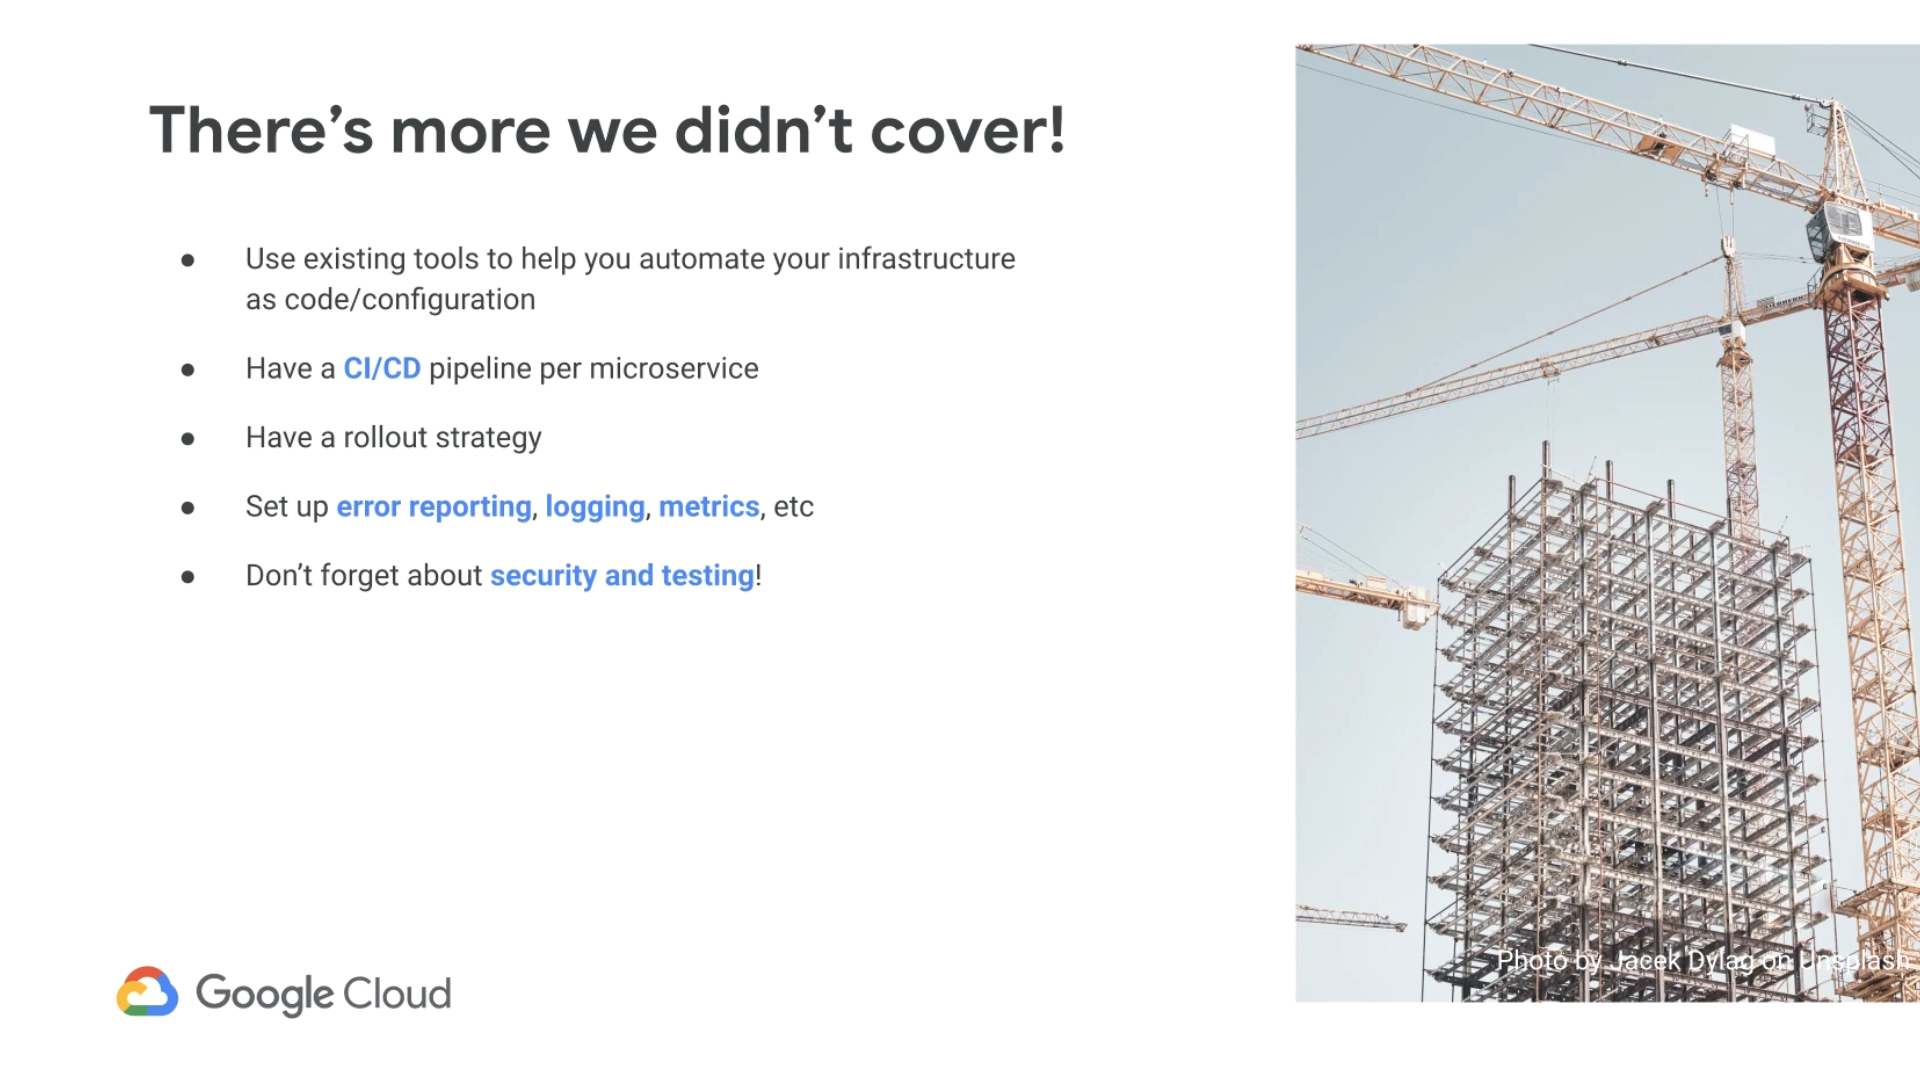 There’s more we didn’t cover!
● Use existing tools to help you automate your infrastructure
as code/configuration
● Have a CI/CD pipeline per microservice
● Have a rollout strategy
● Set up error reporting, logging, metrics, etc
● Don’t forget about security and testing!
Photo by Jacek Dylag on Unsplash
Google Cloud